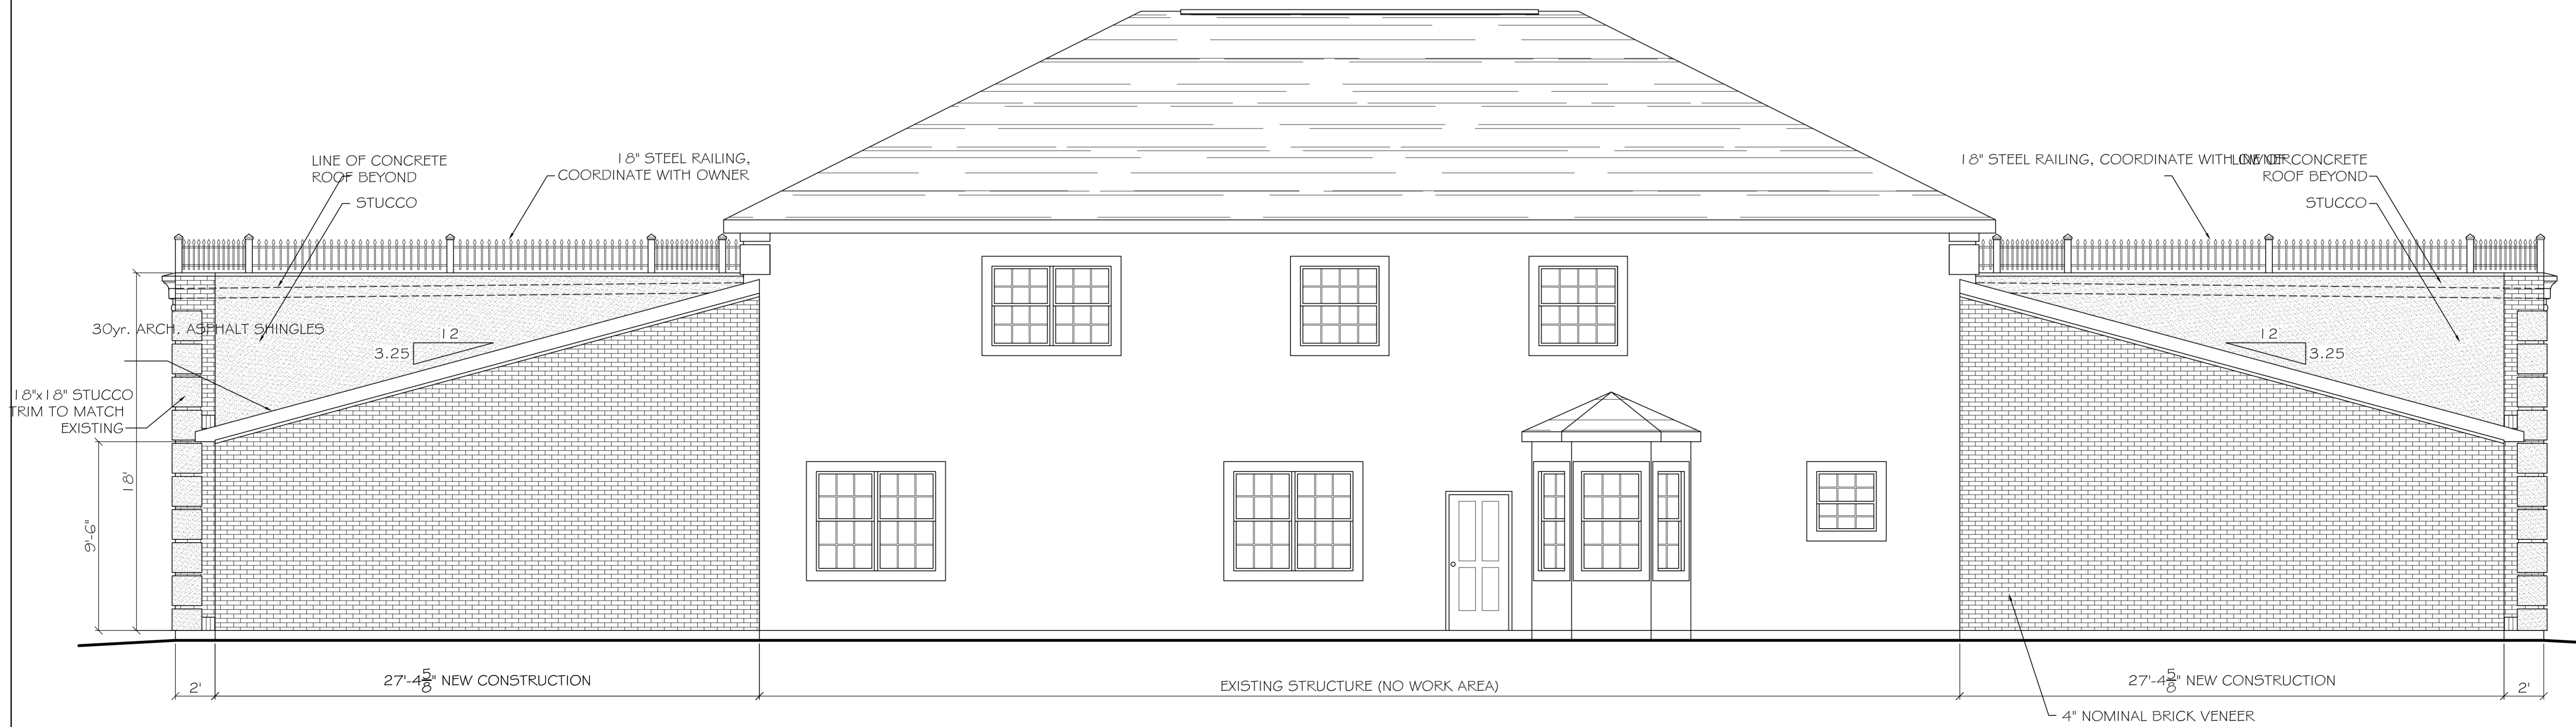 LINE OF CONCRETE
ROOF BEYOND
STUCCO
18" STEEL RAILING,
COORDINATE WITH OWNER
18" STEEL RAILING, COORDINATE WITH OWNER
LINE OF CONCRETE
ROOF BEYOND
STUCCO
30yr. ARCH. ASPHALT SHINGLES
12
3.25
12
3.25
18"x18" STUCCO
TRIM TO MATCH
EXISTING
18'
9'-6"
2'
27'-4 5/8" NEW CONSTRUCTION
EXISTING STRUCTURE (NO WORK AREA)
27'-4 5/8" NEW CONSTRUCTION
2'
4" NOMINAL BRICK VENEER